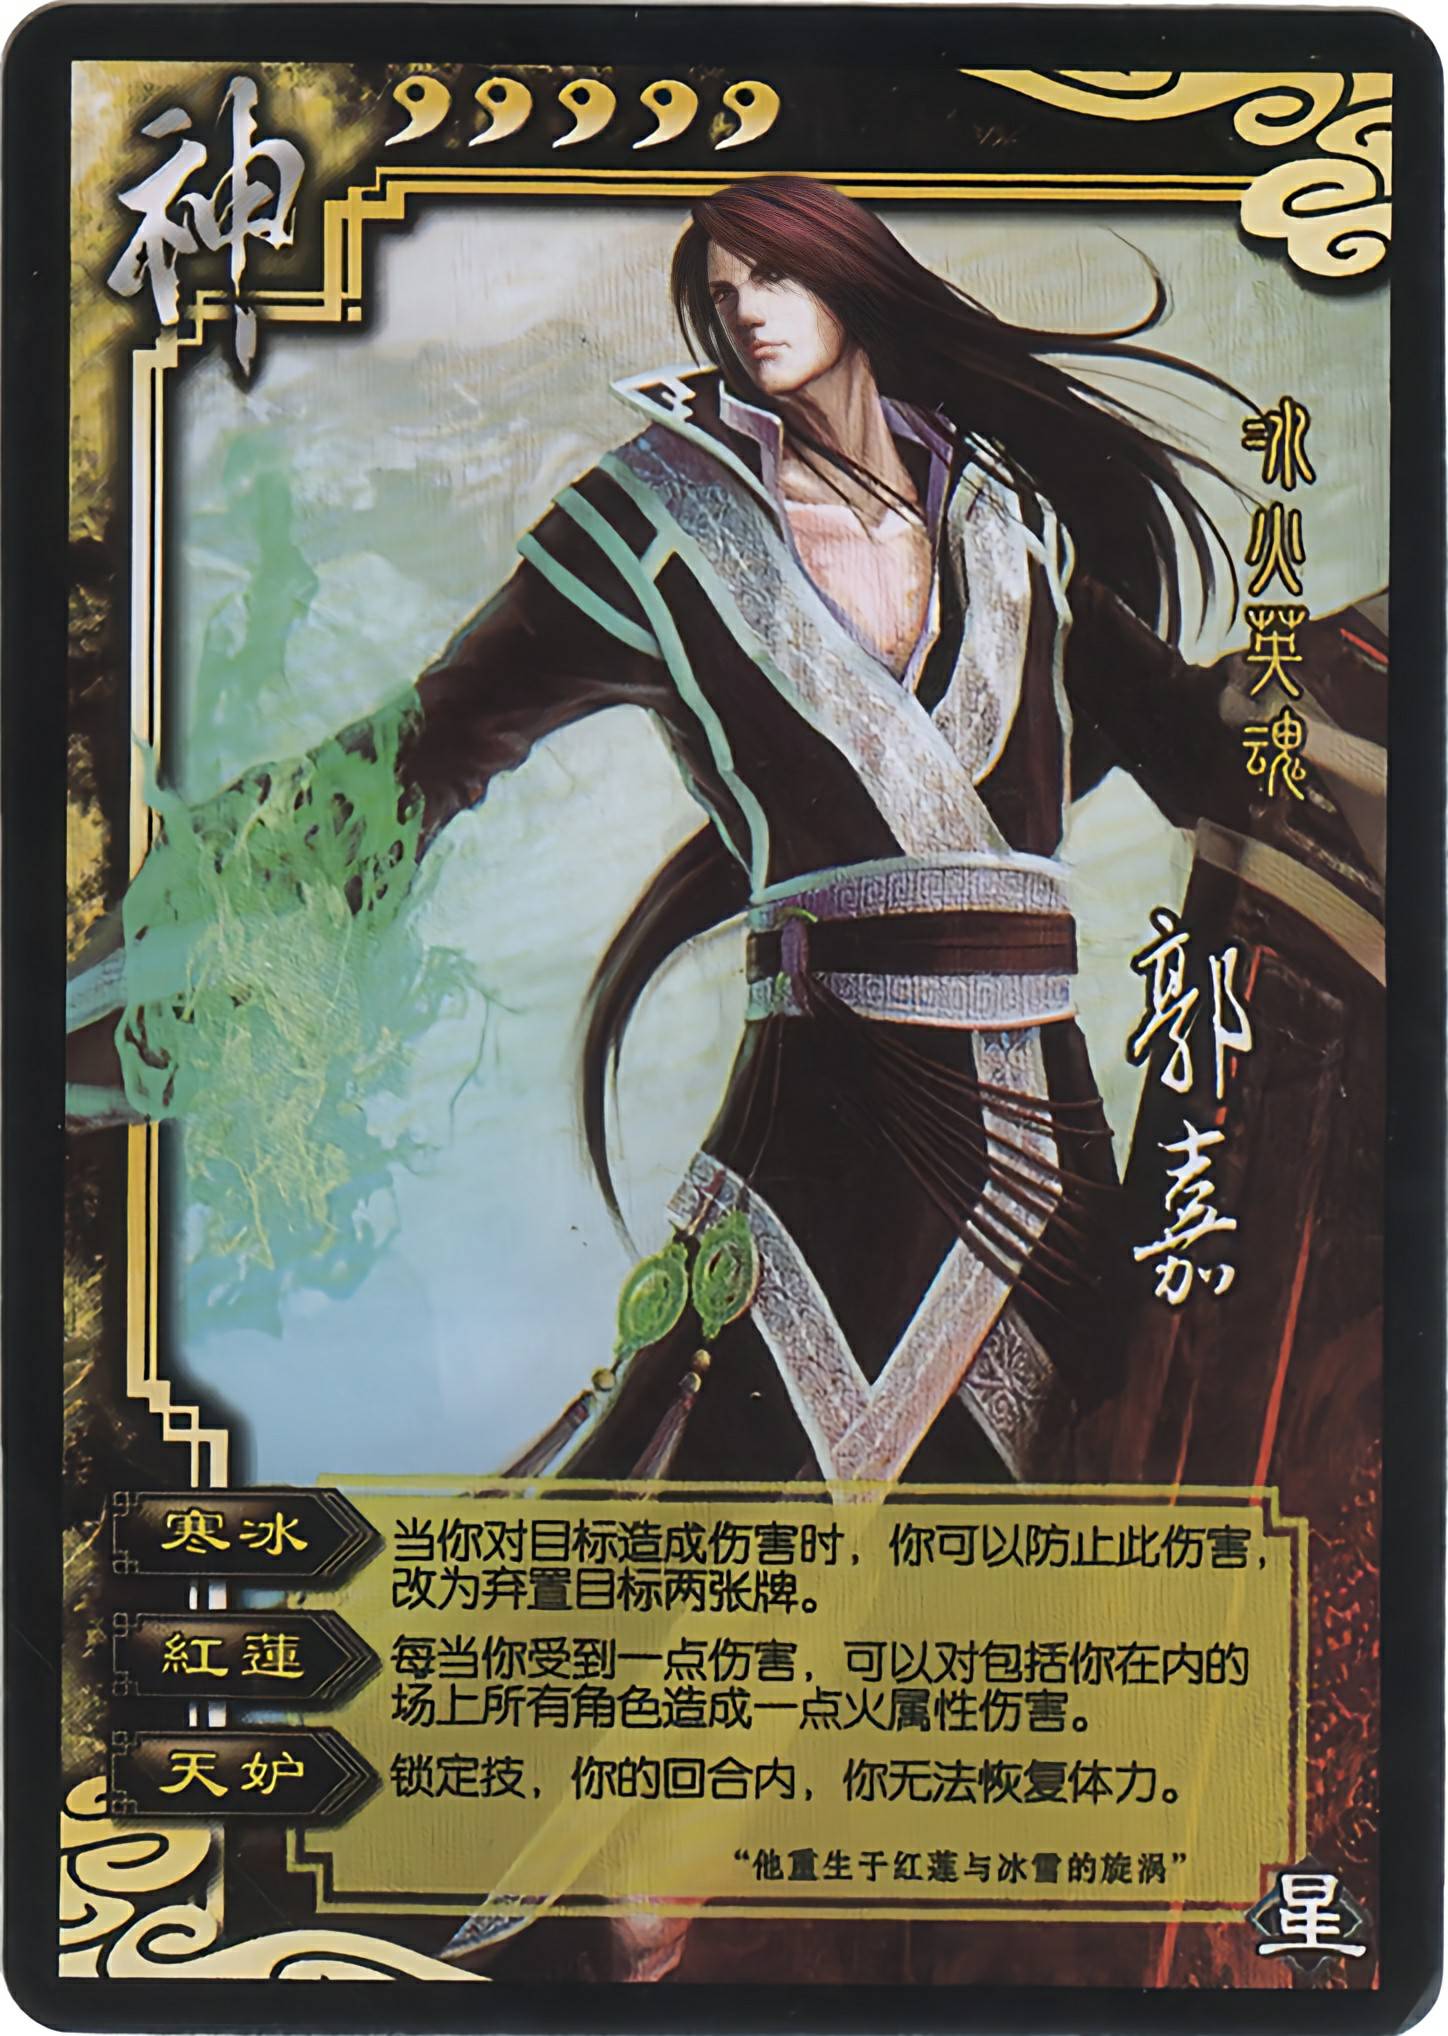 神
冰火英魂
郭嘉
寒冰
当你对目标造成伤害时，你可以防止此伤害，
改为弃置目标两张牌。
紅蓮
每当你受到一点伤害，可以对包括你在内的
场上所有角色造成一点火属性伤害。
天妒
锁定技，你的回合内，你无法恢复体力。
“他重生于红莲与冰雪的旋涡”
星